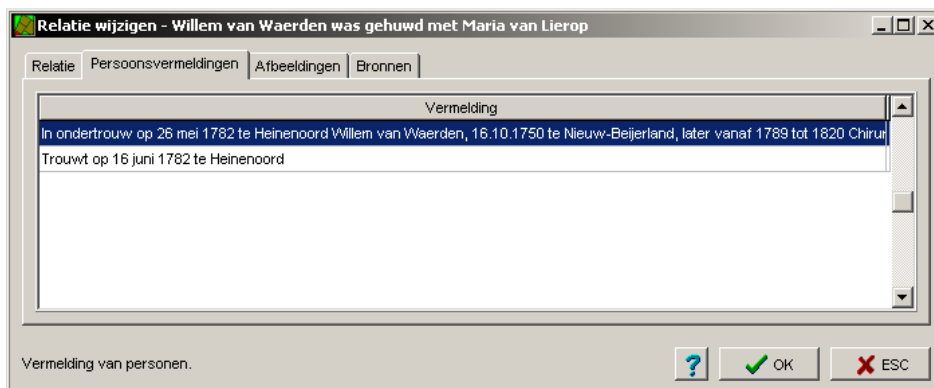 Relatie wijzigen - Willem van Waerden was gehuwd met Maria van Lierop
Relatie Persoonsvermeldingen Afbeeldingen Bronnen
Vermelding
In ondertrouw op 26 mei 1782 te Heinenoord Willem van Waerden, 16.10.1750 te Nieuw-Beijerland, later vanaf 1789 tot 1820 Chirur
Trouwt op 16 juni 1782 te Heinenoord
Vermelding van personen.
? OK ESC